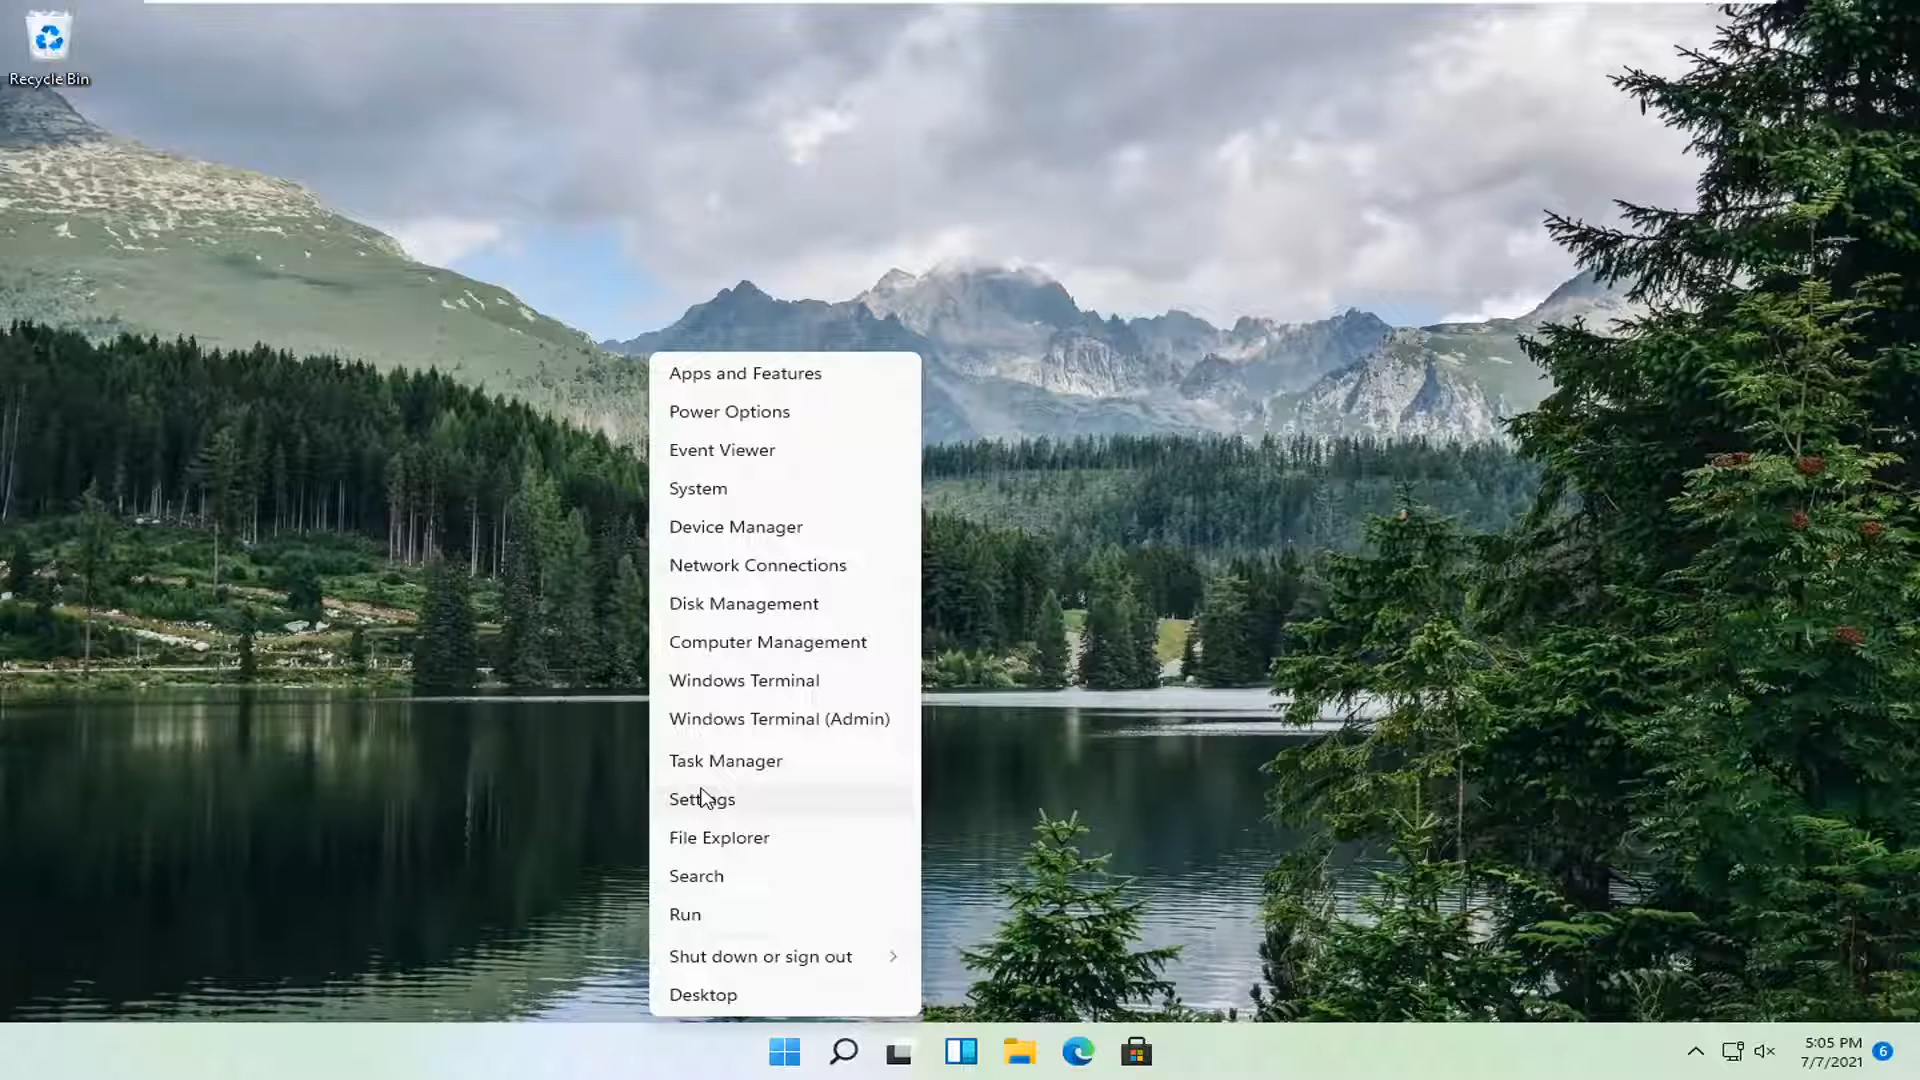 Recycle Bin
Apps and Features
Power Options
Event Viewer
System
Device Manager
Network Connections
Disk Management
Computer Management
Windows Terminal
Windows Terminal (Admin)
Task Manager
Settings
File Explorer
Search
Run
Shut down or sign out
Desktop
5:05 PM
7/7/2021
6